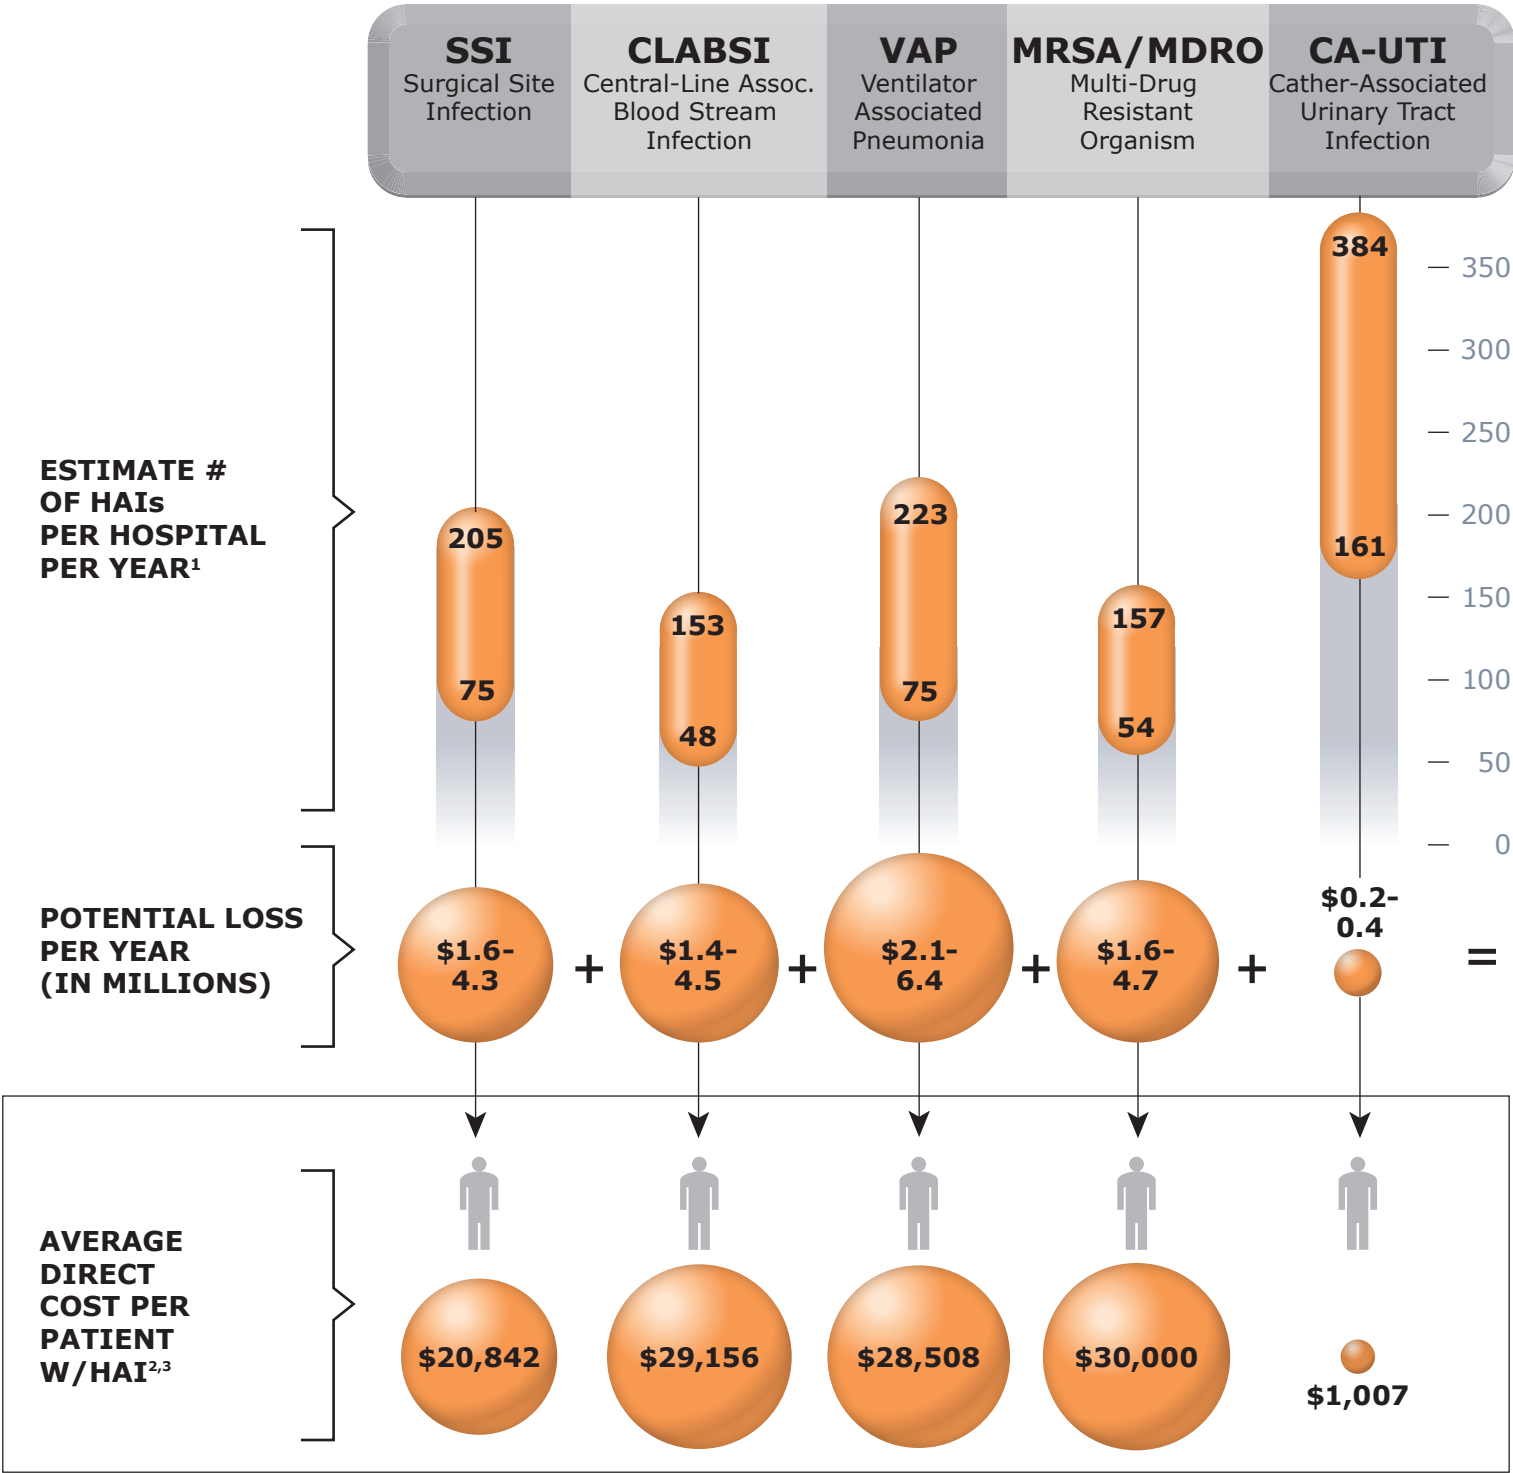 SSI
Surgical Site
Infection
CLABSI
Central-Line Assoc.
Blood Stream
Infection
VAP
Ventilator
Associated
Pneumonia
MRSA/MDRO
Multi-Drug
Resistant
Organism
CA-UTI
Cather-Associated
Urinary Tract
Infection
ESTIMATE #
OF HAIs
PER HOSPITAL
PER YEAR¹
205
75
153
48
223
75
157
54
384
161
350
300
250
200
150
100
50
0
POTENTIAL LOSS
PER YEAR
(IN MILLIONS)
$1.6-
4.3
+
$1.4-
4.5
+
$2.1-
6.4
+
$1.6-
4.7
+
$0.2-
0.4
=
AVERAGE
DIRECT
COST PER
PATIENT
W/HAI²,³
$20,842
$29,156
$28,508
$30,000
$1,007